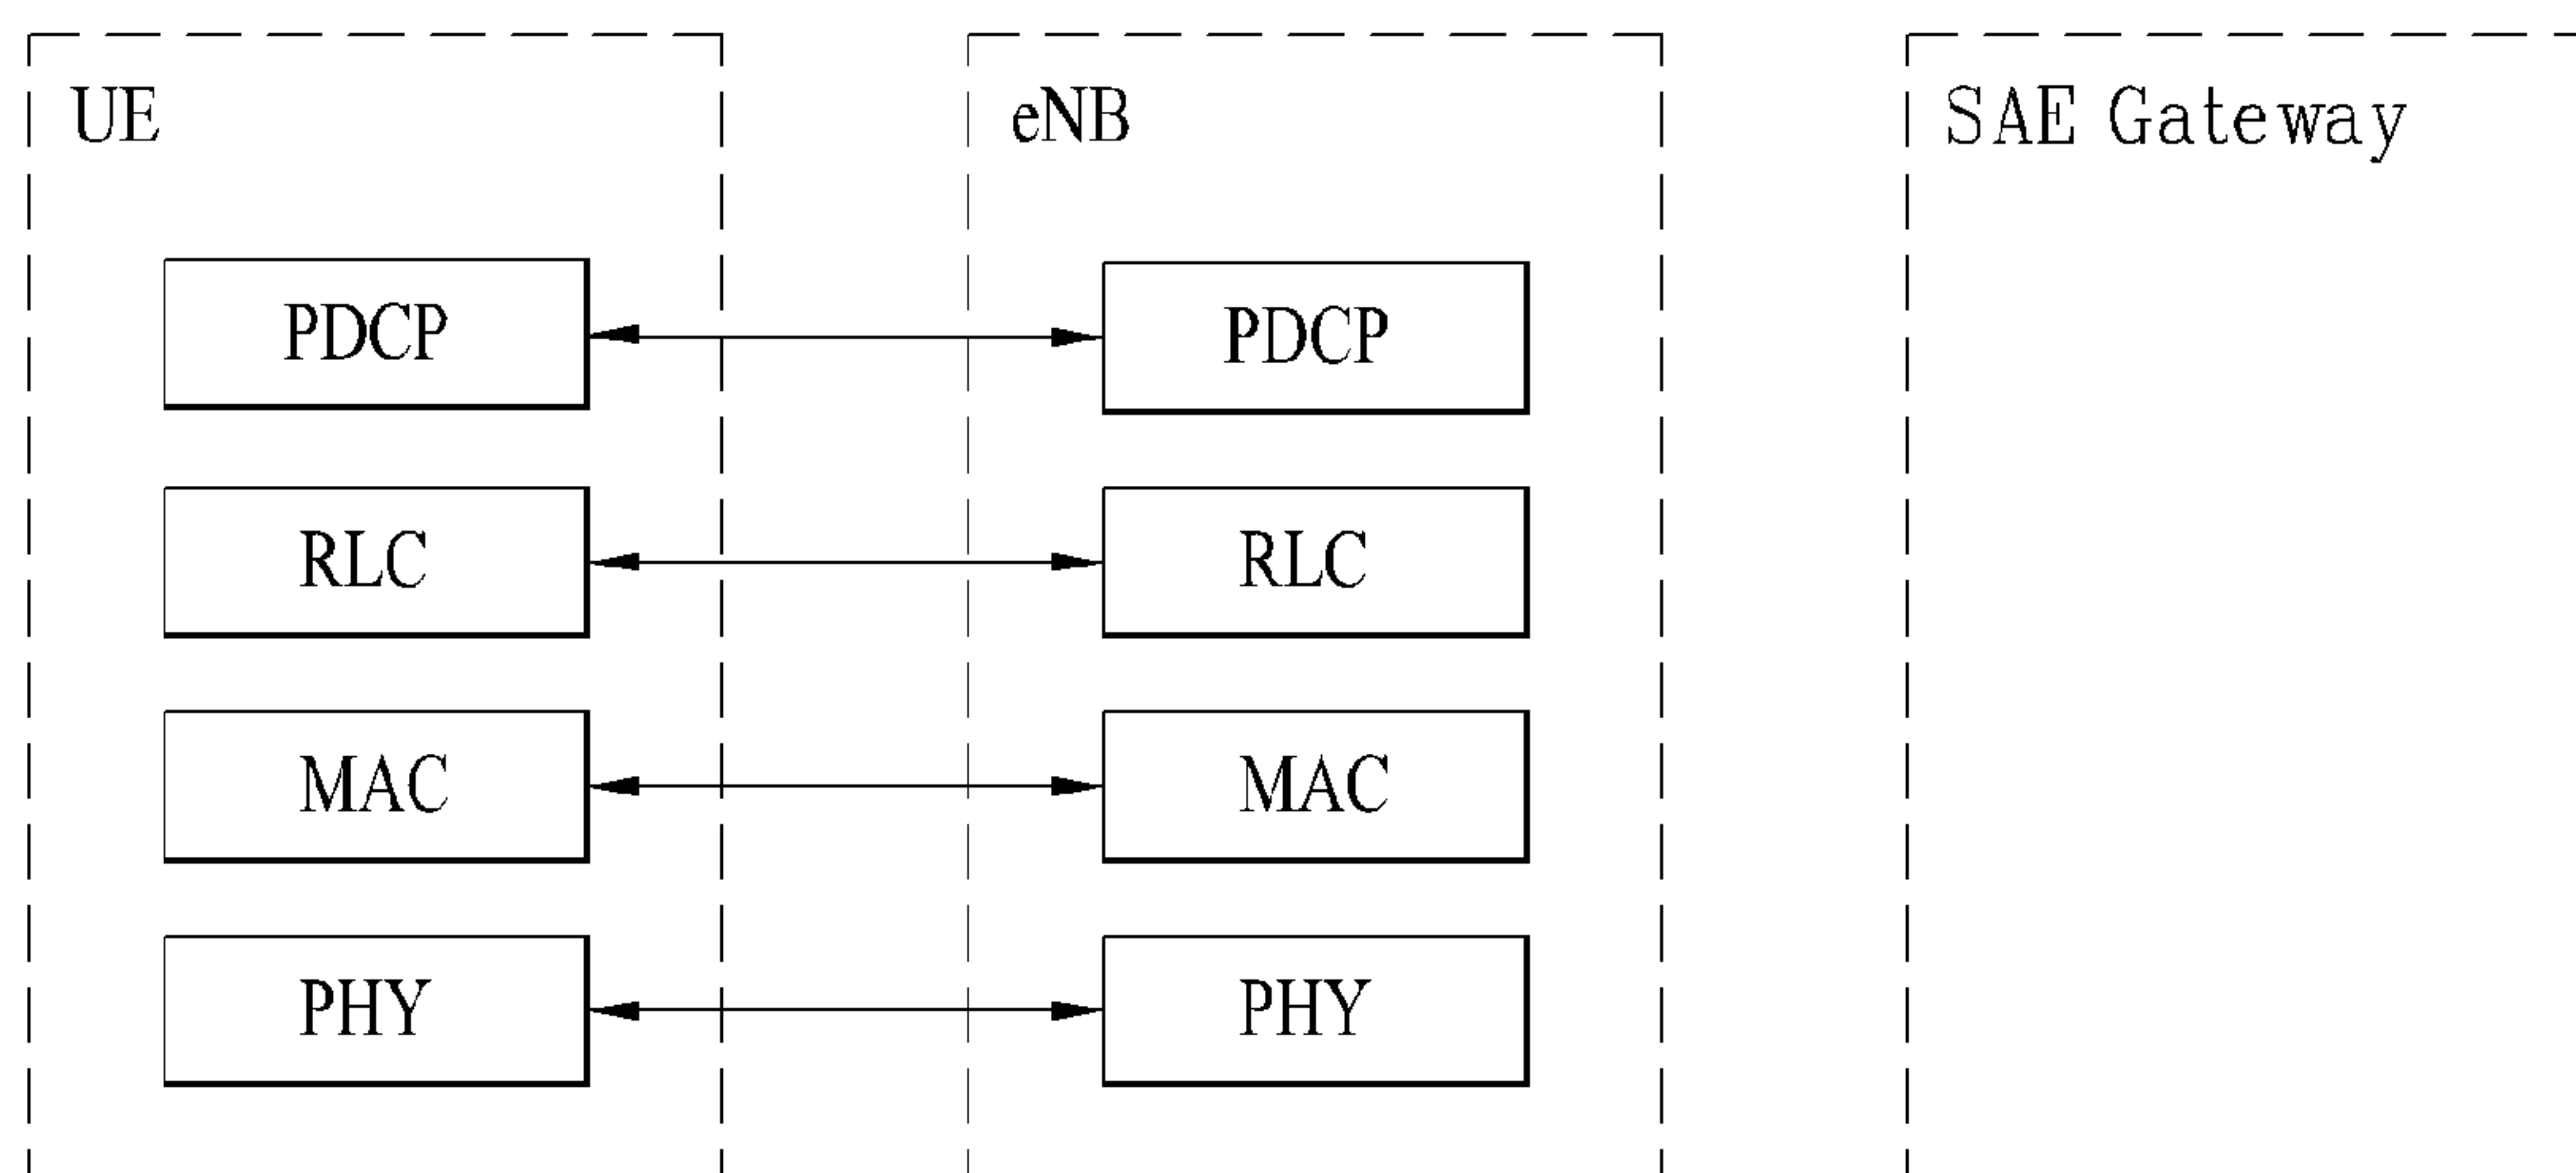 UE
eNB
SAE Gateway
PDCP
PDCP
RLC
RLC
MAC
MAC
PHY
PHY